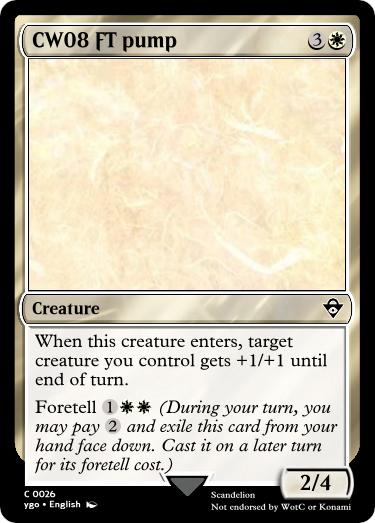 CW08 FT pump 3
Creature
When this creature enters, target
creature you control gets +1/+1 until
end of turn.
Foretell 1 (During your turn, you
may pay 2 and exile this card from your
hand face down. Cast it on a later turn
for its foretell cost.)
2/4
C 0026
ygo • English
Scandelion
Not endorsed by WotC or Konami